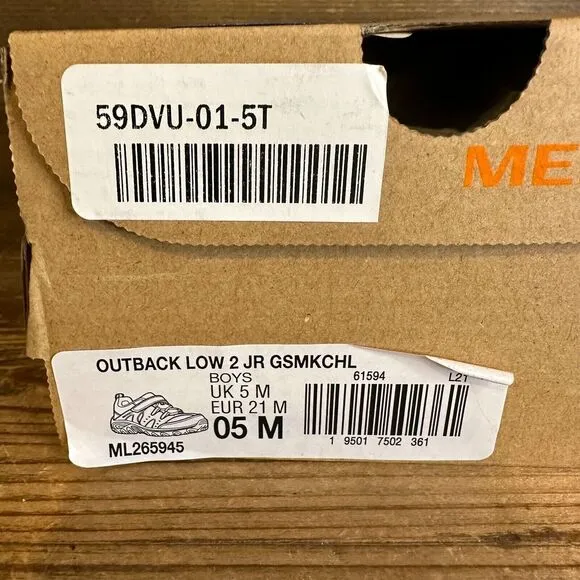 59DVU-01-5T
ME
OUTBACK LOW 2 JR GSMKCHL
BOYS
UK 5 M
EUR 21 M
05 M
ML265945
61594 L21
1 9501 7502 361